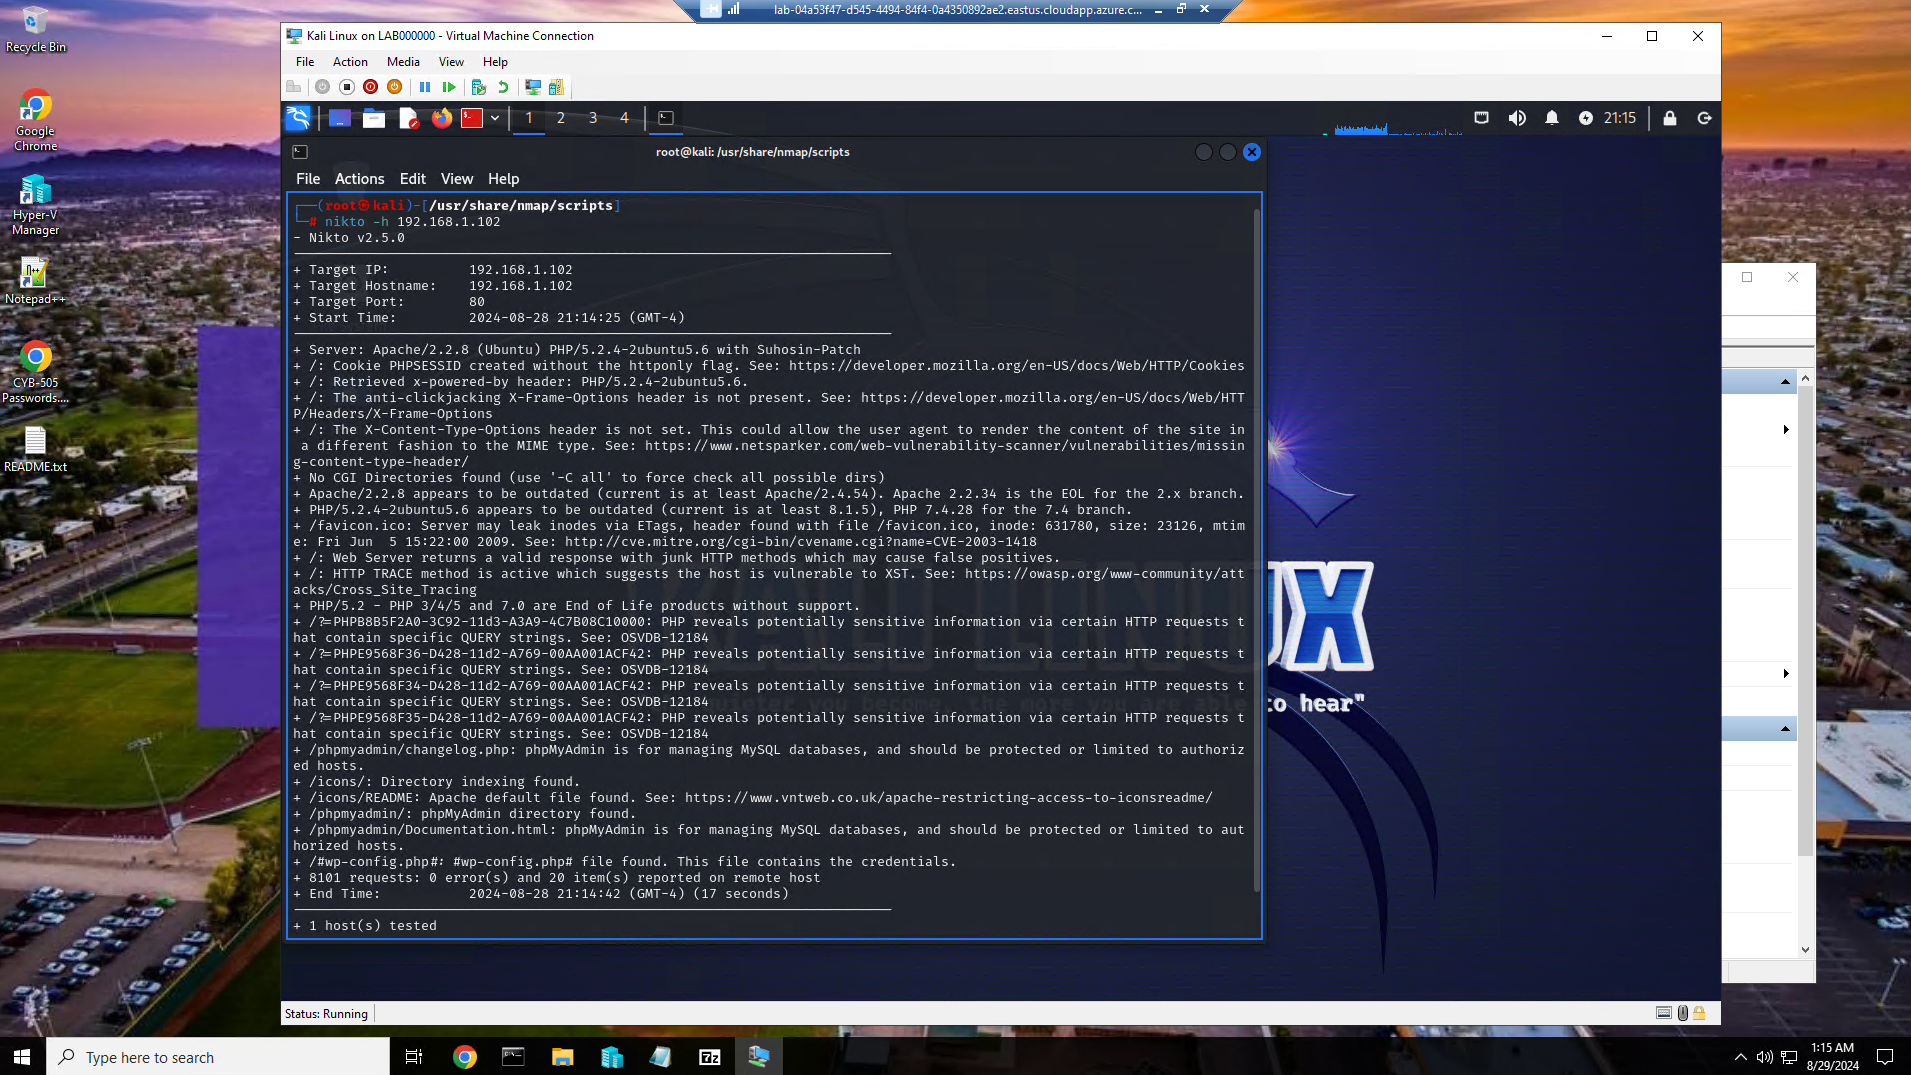 lab-04a53f47-d545-4494-84f4-0a4350892ae2.eastus.cloudapp.azure.c...
Recycle Bin
Google Chrome
Hyper-V Manager
Notepad++
CYB-505 Passwords....
README.txt
Kali Linux on LAB000000 - Virtual Machine Connection
File Action Media View Help
1 2 3 4 21:15
root@kali: /usr/share/nmap/scripts
File Actions Edit View Help
(root㉿kali)-[/usr/share/nmap/scripts]
# nikto -h 192.168.1.102
- Nikto v2.5.0
+ Target IP: 192.168.1.102
+ Target Hostname: 192.168.1.102
+ Target Port: 80
+ Start Time: 2024-08-28 21:14:25 (GMT-4)
+ Server: Apache/2.2.8 (Ubuntu) PHP/5.2.4-2ubuntu5.6 with Suhosin-Patch
+ /: Cookie PHPSESSID created without the httponly flag. See: https://developer.mozilla.org/en-US/docs/Web/HTTP/Cookies
+ /: Retrieved x-powered-by header: PHP/5.2.4-2ubuntu5.6.
+ /: The anti-clickjacking X-Frame-Options header is not present. See: https://developer.mozilla.org/en-US/docs/Web/HTT
P/Headers/X-Frame-Options
+ /: The X-Content-Type-Options header is not set. This could allow the user agent to render the content of the site in
a different fashion to the MIME type. See: https://www.netsparker.com/web-vulnerability-scanner/vulnerabilities/missin
g-content-type-header/
+ No CGI Directories found (use '-C all' to force check all possible dirs)
+ Apache/2.2.8 appears to be outdated (current is at least Apache/2.4.54). Apache 2.2.34 is the EOL for the 2.x branch.
+ PHP/5.2.4-2ubuntu5.6 appears to be outdated (current is at least 8.1.5), PHP 7.4.28 for the 7.4 branch.
+ /favicon.ico: Server may leak inodes via ETags, header found with file /favicon.ico, inode: 631780, size: 23126, mtim
e: Fri Jun  5 15:22:00 2009. See: http://cve.mitre.org/cgi-bin/cvename.cgi?name=CVE-2003-1418
+ /: Web Server returns a valid response with junk HTTP methods which may cause false positives.
+ /: HTTP TRACE method is active which suggests the host is vulnerable to XST. See: https://owasp.org/www-community/att
acks/Cross_Site_Tracing
+ PHP/5.2 - PHP 3/4/5 and 7.0 are End of Life products without support.
+ /?=PHPB8B5F2A0-3C92-11d3-A3A9-4C7B08C10000: PHP reveals potentially sensitive information via certain HTTP requests t
hat contain specific QUERY strings. See: OSVDB-12184
+ /?=PHPE9568F36-D428-11d2-A769-00AA001ACF42: PHP reveals potentially sensitive information via certain HTTP requests t
hat contain specific QUERY strings. See: OSVDB-12184
+ /?=PHPE9568F34-D428-11d2-A769-00AA001ACF42: PHP reveals potentially sensitive information via certain HTTP requests t
hat contain specific QUERY strings. See: OSVDB-12184
+ /?=PHPE9568F35-D428-11d2-A769-00AA001ACF42: PHP reveals potentially sensitive information via certain HTTP requests t
hat contain specific QUERY strings. See: OSVDB-12184
+ /phpmyadmin/changelog.php: phpMyAdmin is for managing MySQL databases, and should be protected or limited to authoriz
ed hosts.
+ /icons/: Directory indexing found.
+ /icons/README: Apache default file found. See: https://www.vntweb.co.uk/apache-restricting-access-to-iconsreadme/
+ /phpmyadmin/: phpMyAdmin directory found.
+ /phpmyadmin/Documentation.html: phpMyAdmin is for managing MySQL databases, and should be protected or limited to aut
horized hosts.
+ /#wp-config.php#: #wp-config.php# file found. This file contains the credentials.
+ 8101 requests: 0 error(s) and 20 item(s) reported on remote host
+ End Time: 2024-08-28 21:14:42 (GMT-4) (17 seconds)
+ 1 host(s) tested
UX
to hear"
Status: Running
Type here to search
7z
1:15 AM
8/29/2024